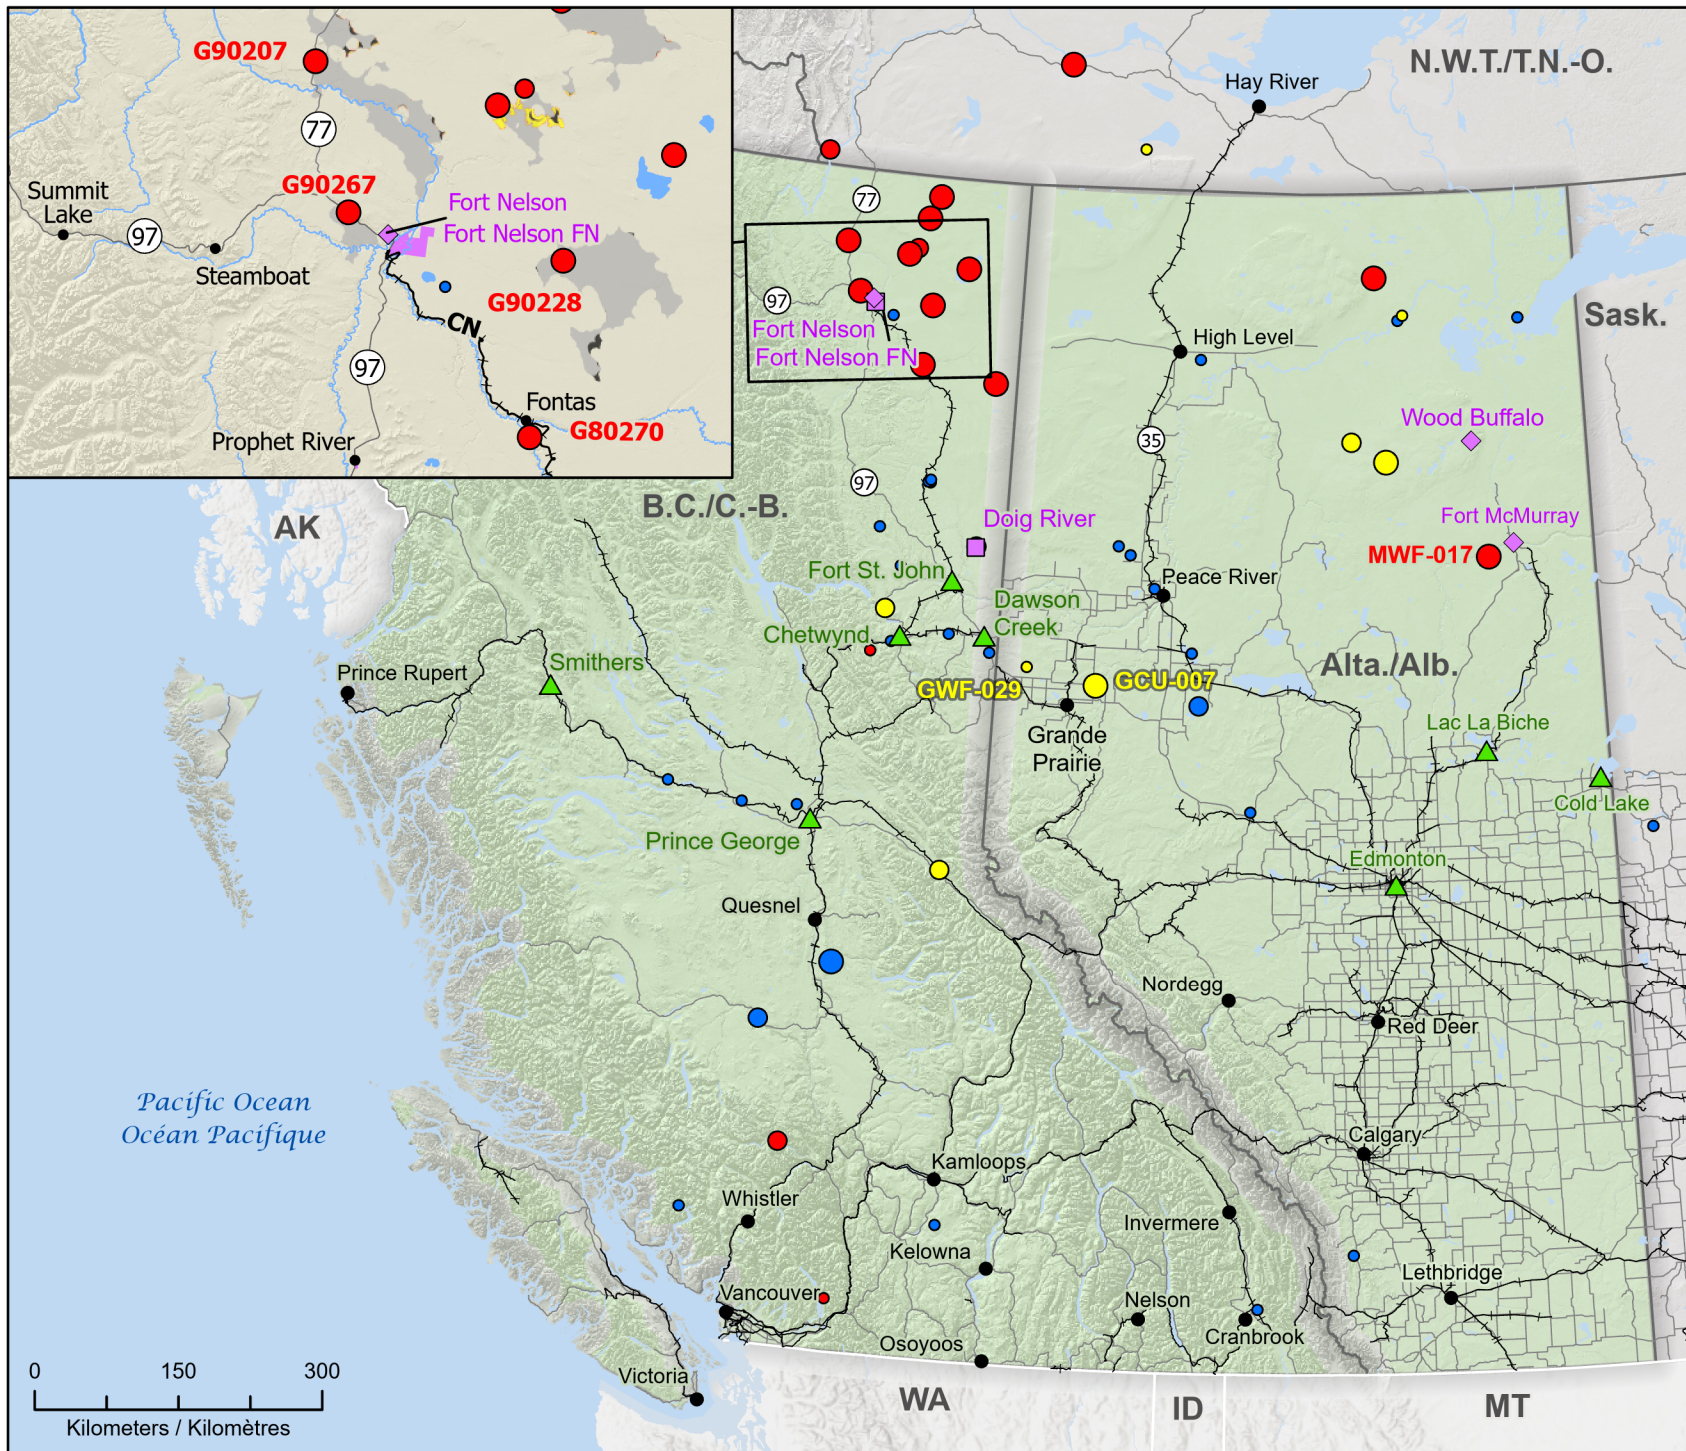 G90207
77
G90267
Summit
Lake
97
Steamboat
Fort Nelson
Fort Nelson FN
G90228
CN
97
Fontas
G80270
Prophet River
N.W.T./T.N.-O.
Hay River
77
97
Fort Nelson
Fort Nelson FN
Sask.
High Level
Wood Buffalo
35
97
B.C./C.-B.
AK
Doig River
Fort McMurray
MWF-017
Fort St. John
Peace River
Dawson
Creek
Chetwynd
Smithers
Prince Rupert
GWF-029
GCU-007
Alta./Alb.
Grande
Prairie
Lac La Biche
Cold Lake
Prince George
Edmonton
Quesnel
Nordegg
Red Deer
Pacific Ocean
Océan Pacifique
Calgary
Kamloops
Whistler
Invermere
Kelowna
Lethbridge
Vancouver
Nelson
Cranbrook
Osoyoos
Victoria
0 150 300
Kilometers / Kilomètres
WA
ID
MT